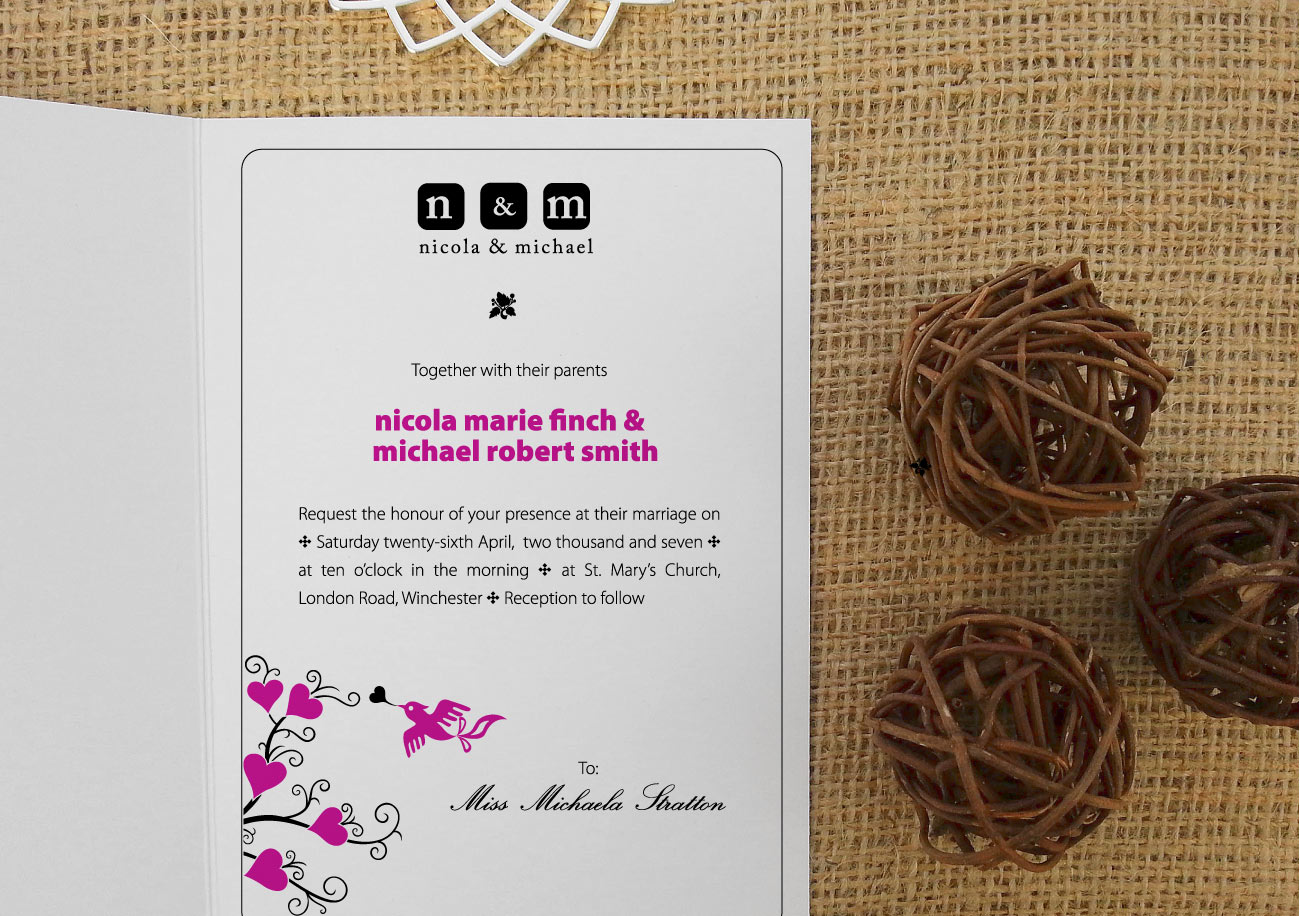 n & m
nicola & michael
Together with their parents
nicola marie finch &
michael robert smith
Request the honour of your presence at their marriage on
✣ Saturday twenty-sixth April, two thousand and seven ✣
at ten o'clock in the morning ✣ at St. Mary's Church,
London Road, Winchester ✣ Reception to follow
To:
Miss Michaela Stratton